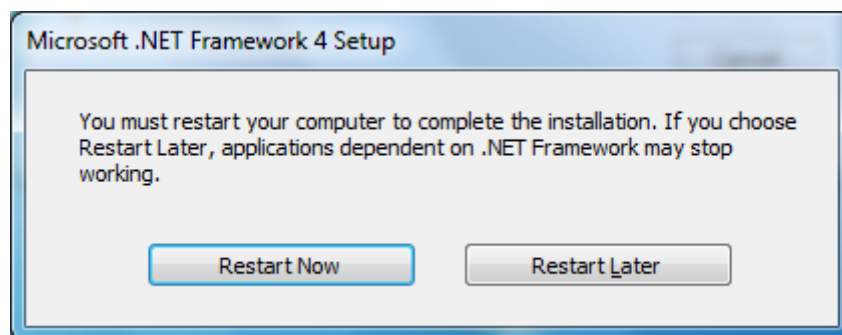 Microsoft .NET Framework 4 Setup
You must restart your computer to complete the installation. If you choose
Restart Later, applications dependent on .NET Framework may stop
working.
Restart Now
Restart Later